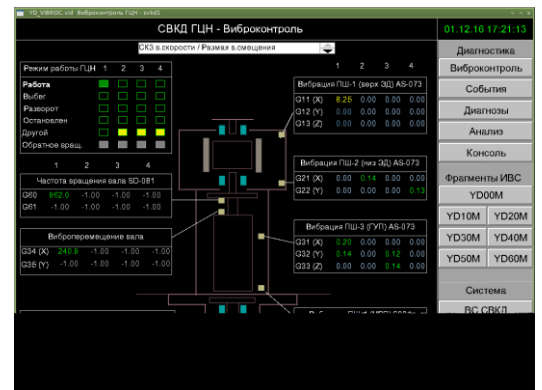 YD_VIBROC.vid Виброконтроль ГЦН - svid1
СВКД ГЦН - Виброконтроль
01.12.16 17:21:13
СКЗ в.скорости / Размах в.смещения
Режим работы ГЦН 1 2 3 4
Работа
Выбег
Разворот
Остановлен
Другой
Обратное вращ.
1 2 3 4
Частота вращения вала SD-081
G60 962.0 -1.00 -1.00 -1.00
G61 -1.00 -1.00 -1.00 -1.00
Виброперемещение вала
G34 (X) 240.9 -1.00 -1.00 -1.00
G35 (Y) -1.00 -1.00 -1.00 -1.00
1 2 3 4
Вибрация ПШ-1 (верх ЭД) AS-073
G11 (X) 8.25 0.00 0.00 0.00
G12 (Y) 0.00 0.00 0.00 0.00
G13 (Z) 0.00 0.00 0.00 0.00
Вибрация ПШ-2 (низ ЭД) AS-073
G21 (X) 0.00 0.14 0.00 0.00
G22 (Y) 0.00 0.00 0.00 0.13
Вибрация ПШ-3 (ГУП) AS-073
G31 (X) 0.20 0.00 0.00 0.00
G32 (Y) 0.14 0.00 0.12 0.00
G33 (Z) 0.00 0.00 0.14 0.00
Диагностика
Виброконтроль
События
Диагнозы
Анализ
Консоль
Фрагменты ИВС
YD00M
YD10M YD20M
YD30M YD40M
YD50M YD60M
Система
ВС СВКД